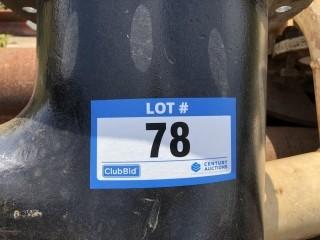 LOT #
78
ClubBid CENTURY
AUCTIONS